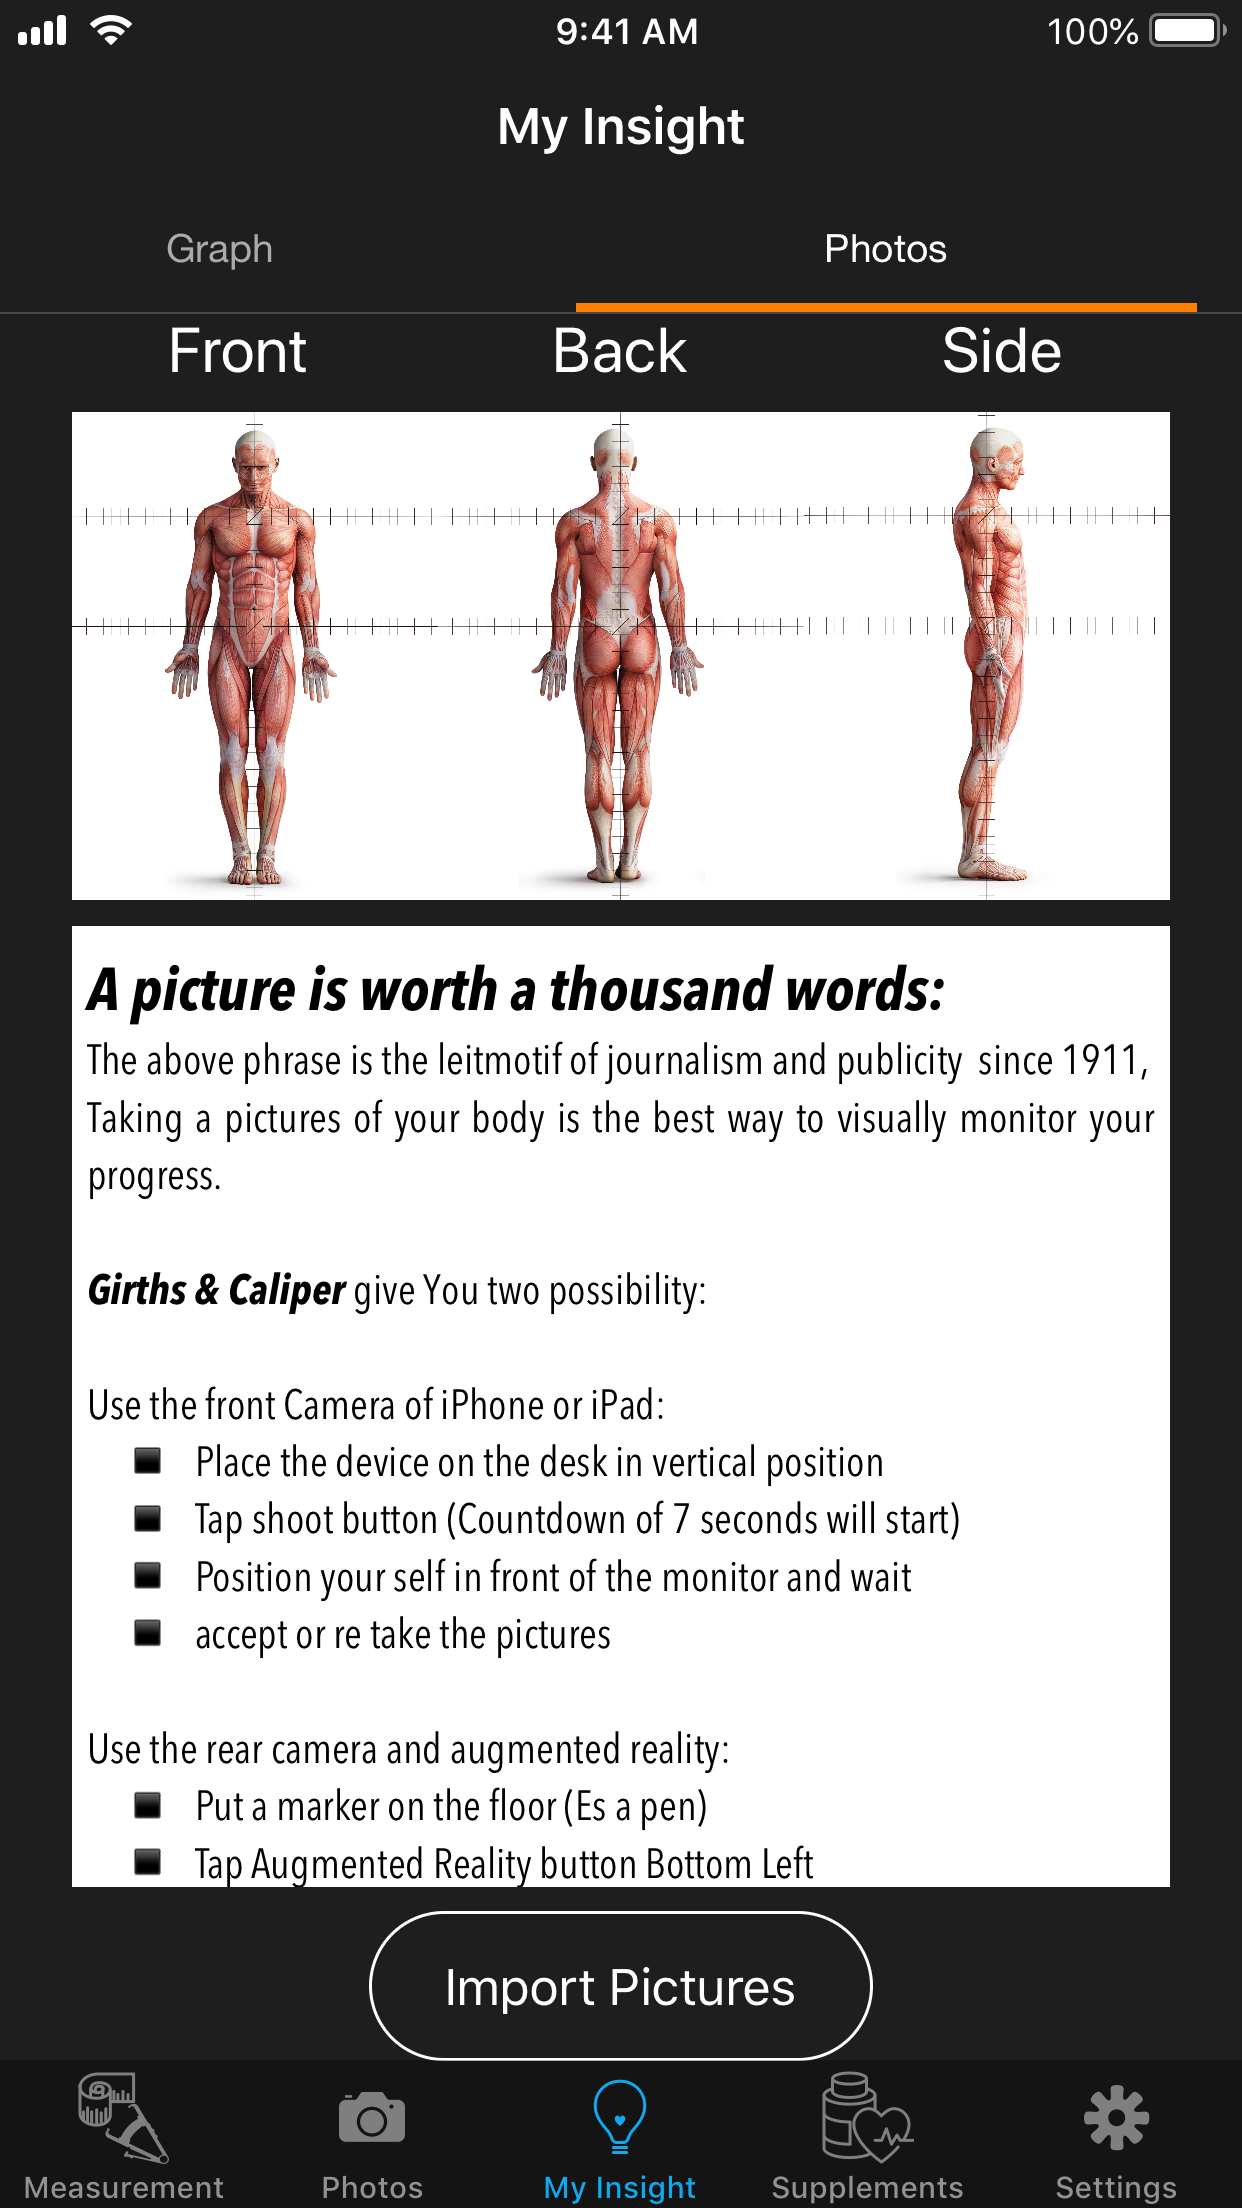 9:41 AM
100%
My Insight
Graph
Photos
Front
Back
Side
A picture is worth a thousand words:
The above phrase is the leitmotif of journalism and publicity since 1911,
Taking a pictures of your body is the best way to visually monitor your
progress.
Girths & Caliper give You two possibility:
Use the front Camera of iPhone or iPad:
Place the device on the desk in vertical position
Tap shoot button (Countdown of 7 seconds will start)
Position your self in front of the monitor and wait
accept or re take the pictures
Use the rear camera and augmented reality:
Put a marker on the floor (Es a pen)
Tap Augmented Reality button Bottom Left
Import Pictures
Measurement
Photos
My Insight
Supplements
Settings